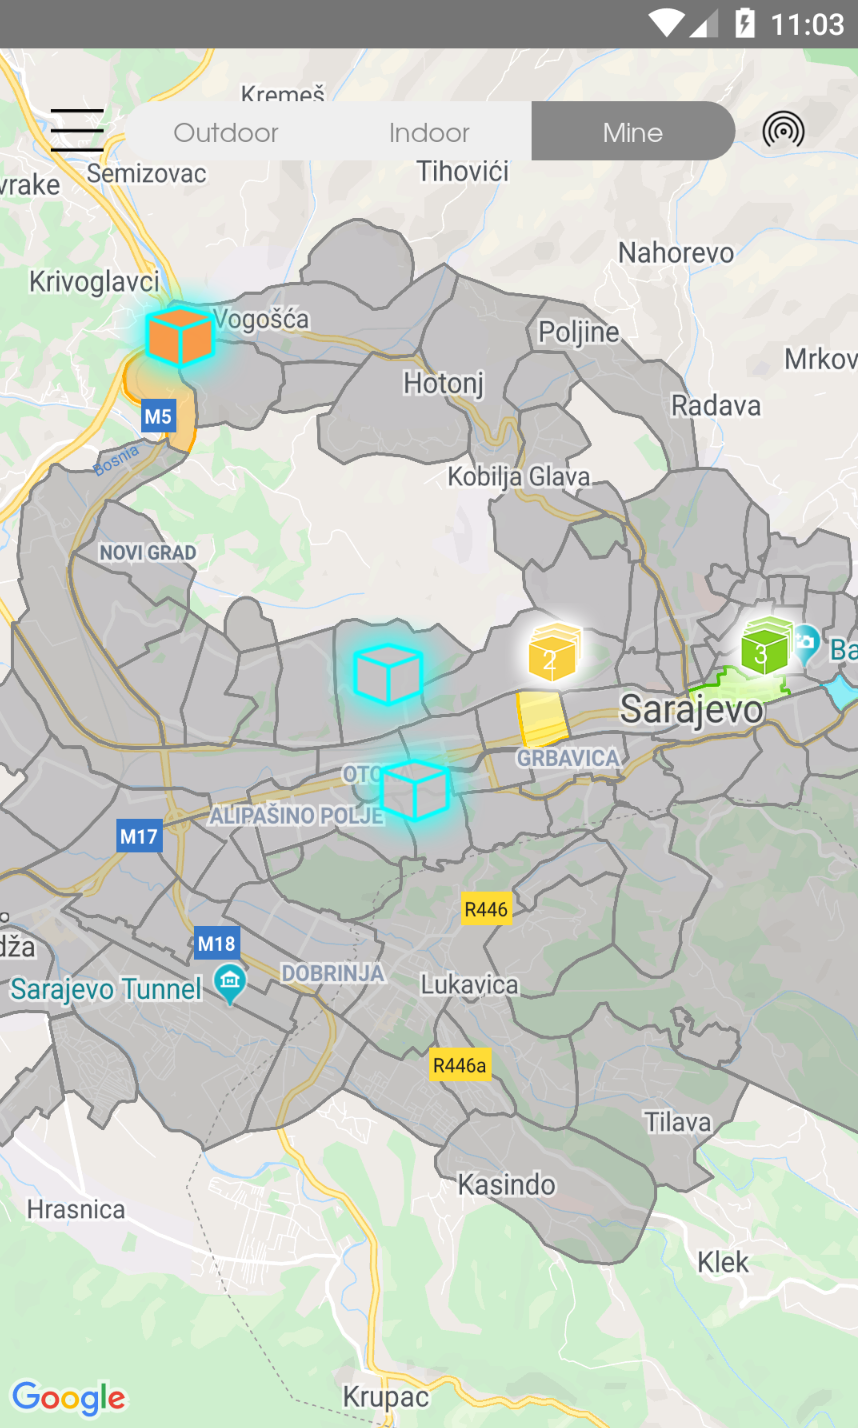 11:03
Kremeš
Outdoor
Indoor
Mine
vrake
Semizovac
Tihovići
Nahorevo
Krivoglavci
Vogošća
Poljine
Mrkov
Hotonj
Radava
M5
Bosnia
Kobilja Glava
NOVI GRAD
2
3
Ba
Sarajevo
GRBAVICA
OTO
ALIPAŠINO POLJE
M17
R446
M18
dža
Sarajevo Tunnel
DOBRINJA
Lukavica
R446a
Tilava
Kasindo
Hrasnica
Klek
Google
Krupac